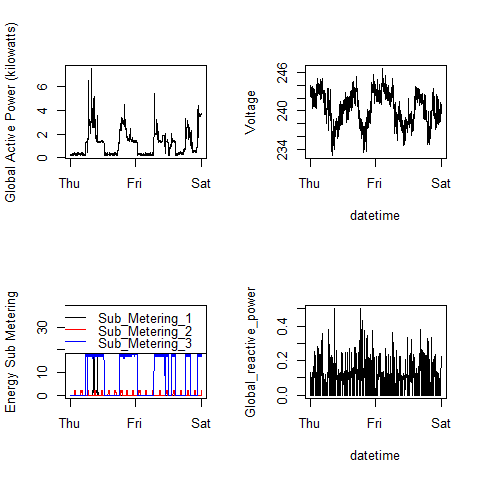 Global Active Power (kilowatts)
0 2 4 6
Thu Fri Sat
Voltage
234 240 246
Thu Fri Sat
datetime
Energy Sub Metering
0 10 30
Sub_Metering_1
Sub_Metering_2
Sub_Metering_3
Thu Fri Sat
Global_reactive_power
0.0 0.2 0.4
Thu Fri Sat
datetime